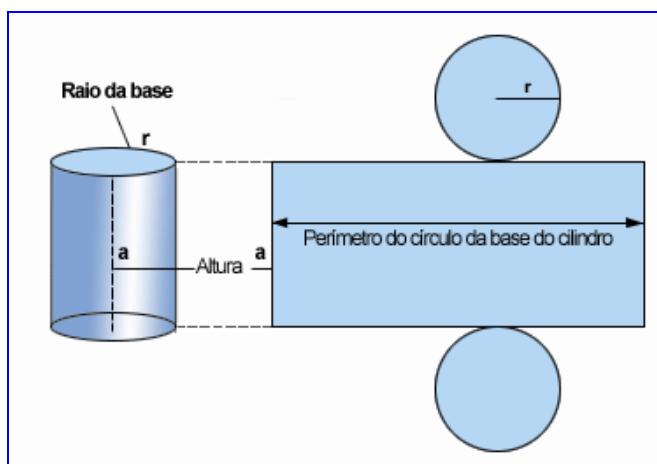 Raio da base
r
r
a
Altura
a
Perímetro do círculo da base do cilindro